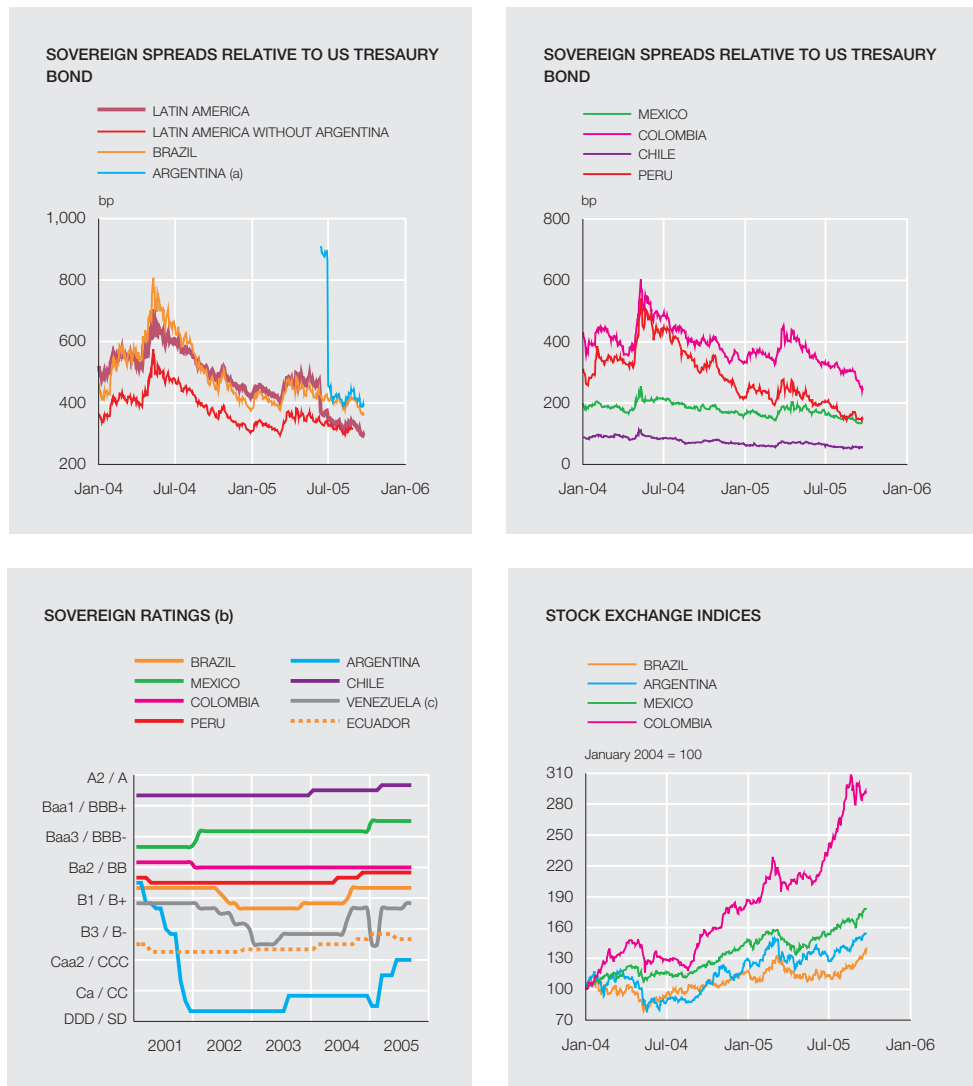 SOVEREIGN SPREADS RELATIVE TO US TRESAURY
BOND
LATIN AMERICA
LATIN AMERICA WITHOUT ARGENTINA
BRAZIL
ARGENTINA (a)
bp
1,000
800
600
400
200
Jan-04 Jul-04 Jan-05 Jul-05 Jan-06
SOVEREIGN SPREADS RELATIVE TO US TRESAURY
BOND
MEXICO
COLOMBIA
CHILE
PERU
bp
800
600
400
200
0
Jan-04 Jul-04 Jan-05 Jul-05 Jan-06
SOVEREIGN RATINGS (b)
BRAZIL ARGENTINA
MEXICO CHILE
COLOMBIA VENEZUELA (c)
PERU ECUADOR
A2 / A
Baa1 / BBB+
Baa3 / BBB-
Ba2 / BB
B1 / B+
B3 / B-
Caa2 / CCC
Ca / CC
DDD / SD
2001 2002 2003 2004 2005
STOCK EXCHANGE INDICES
BRAZIL
ARGENTINA
MEXICO
COLOMBIA
January 2004 = 100
310
280
250
220
190
160
130
100
70
Jan-04 Jul-04 Jan-05 Jul-05 Jan-06